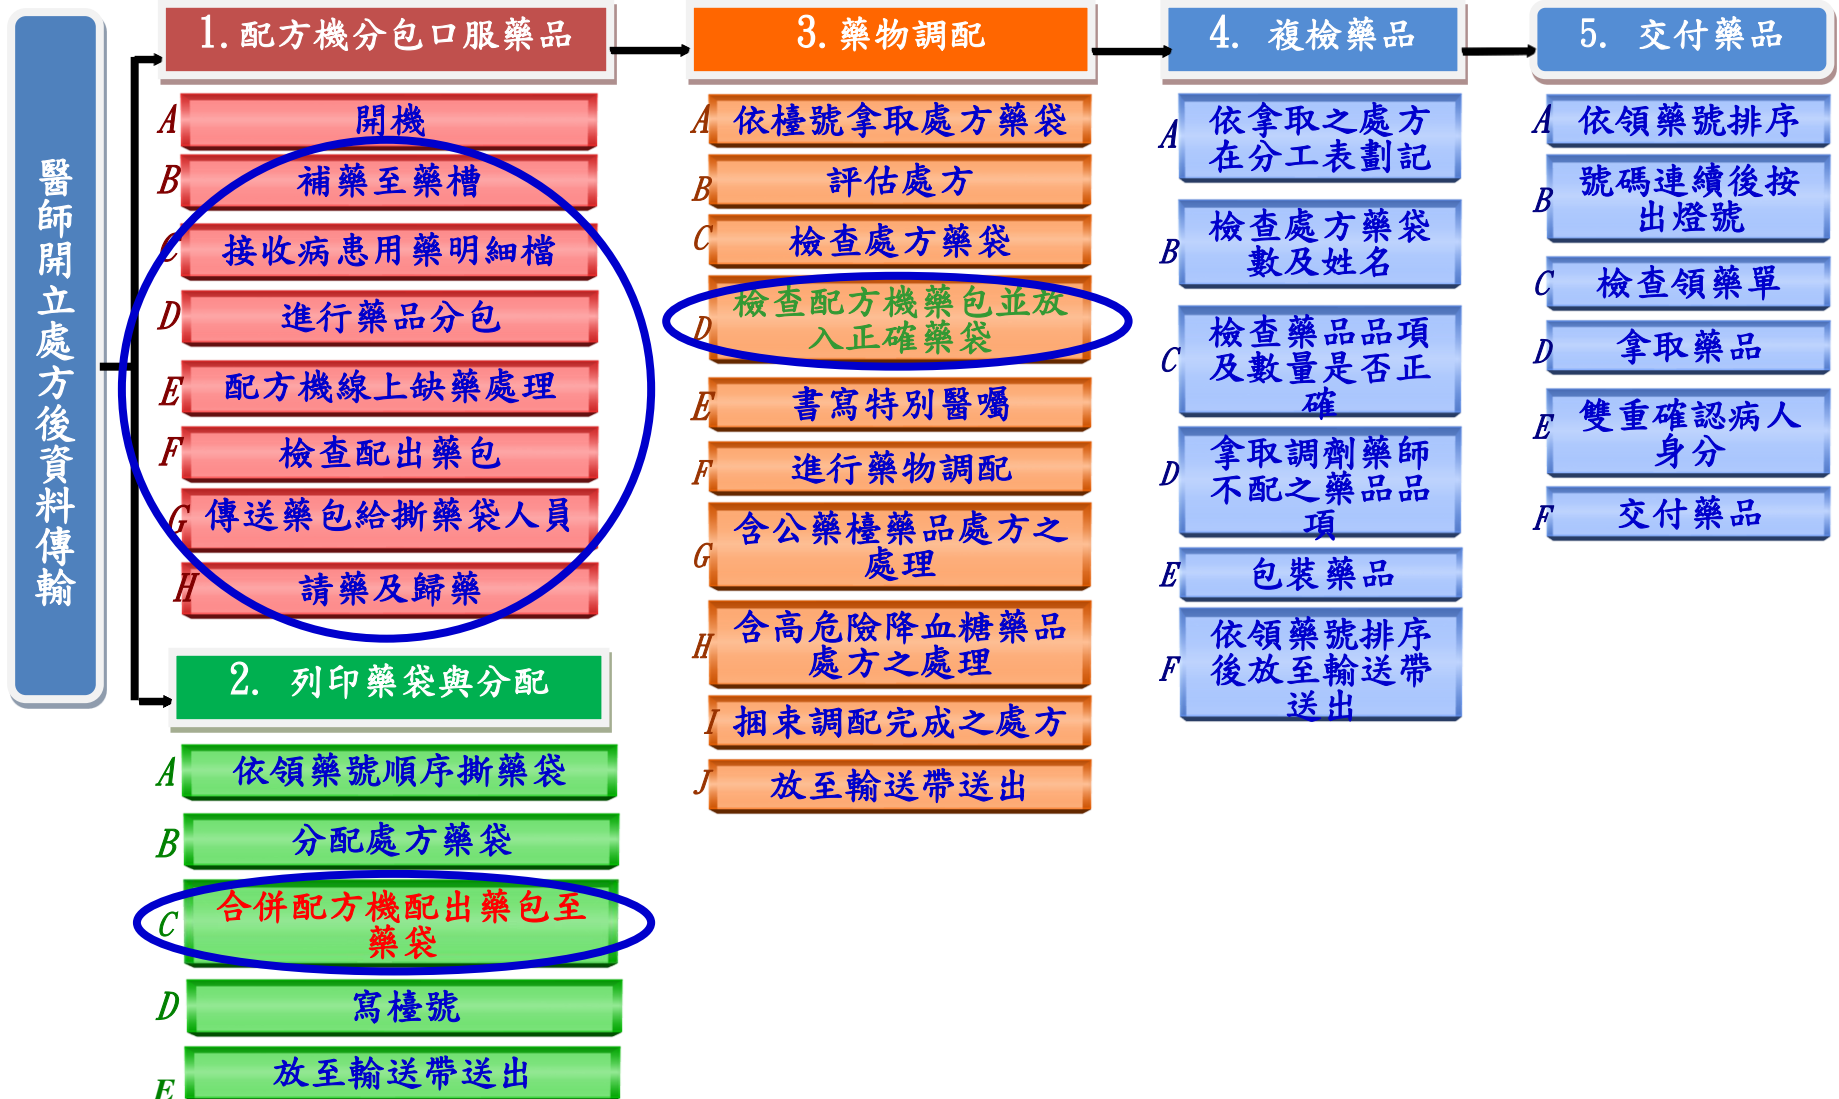 醫師開立處方後資料傳輸
1.配方機分包口服藥品
A 開機
B 補藥至藥槽
C 接收病患用藥明細檔
D 進行藥品分包
E 配方機線上缺藥處理
F 檢查配出藥包
G 傳送藥包給撕藥袋人員
H 請藥及歸藥
2. 列印藥袋與分配
A 依領藥號順序撕藥袋
B 分配處方藥袋
C 合併配方機配出藥包至
藥袋
D 寫檯號
E 放至輸送帶送出
3.藥物調配
A 依檯號拿取處方藥袋
B 評估處方
C 檢查處方藥袋
D 檢查配方機藥包並放
入正確藥袋
E 書寫特別醫囑
F 進行藥物調配
G 含公藥檯藥品處方之
處理
H 含高危險降血糖藥品
處方之處理
I 捆束調配完成之處方
J 放至輸送帶送出
4. 複檢藥品
A 依拿取之處方
在分工表劃記
B 檢查處方藥袋
數及姓名
C 檢查藥品品項
及數量是否正
確
D 拿取調劑藥師
不配之藥品品
項
E 包裝藥品
F 依領藥號排序
後放至輸送帶
送出
5. 交付藥品
A 依領藥號排序
B 號碼連續後按
出燈號
C 檢查領藥單
D 拿取藥品
E 雙重確認病人
身分
F 交付藥品